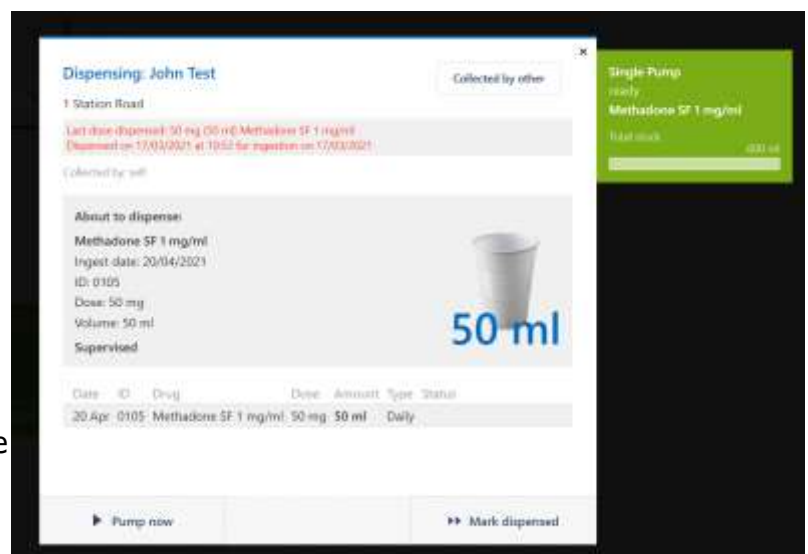 Dispensing: John Test
Collected by other
1 Station Road
Last dose dispensed: 50 mg (50 ml) Methadone SF 1 mg/ml
Dispensed on 17/03/2021 at 10:52 for ingestion on 17/03/2021
Collected by: self
About to dispense:
Methadone SF 1 mg/ml
Ingest date: 20/04/2021
ID: 0105
Dose: 50 mg
Volume: 50 ml
Supervised
50 ml
Date ID Drug Dose Amount Type Status
20 Apr 0105 Methadone SF 1 mg/ml 50 mg 50 ml Daily
Pump now
Mark dispensed
Single Pump
ready
Methadone SF 1 mg/ml
Total stock
e